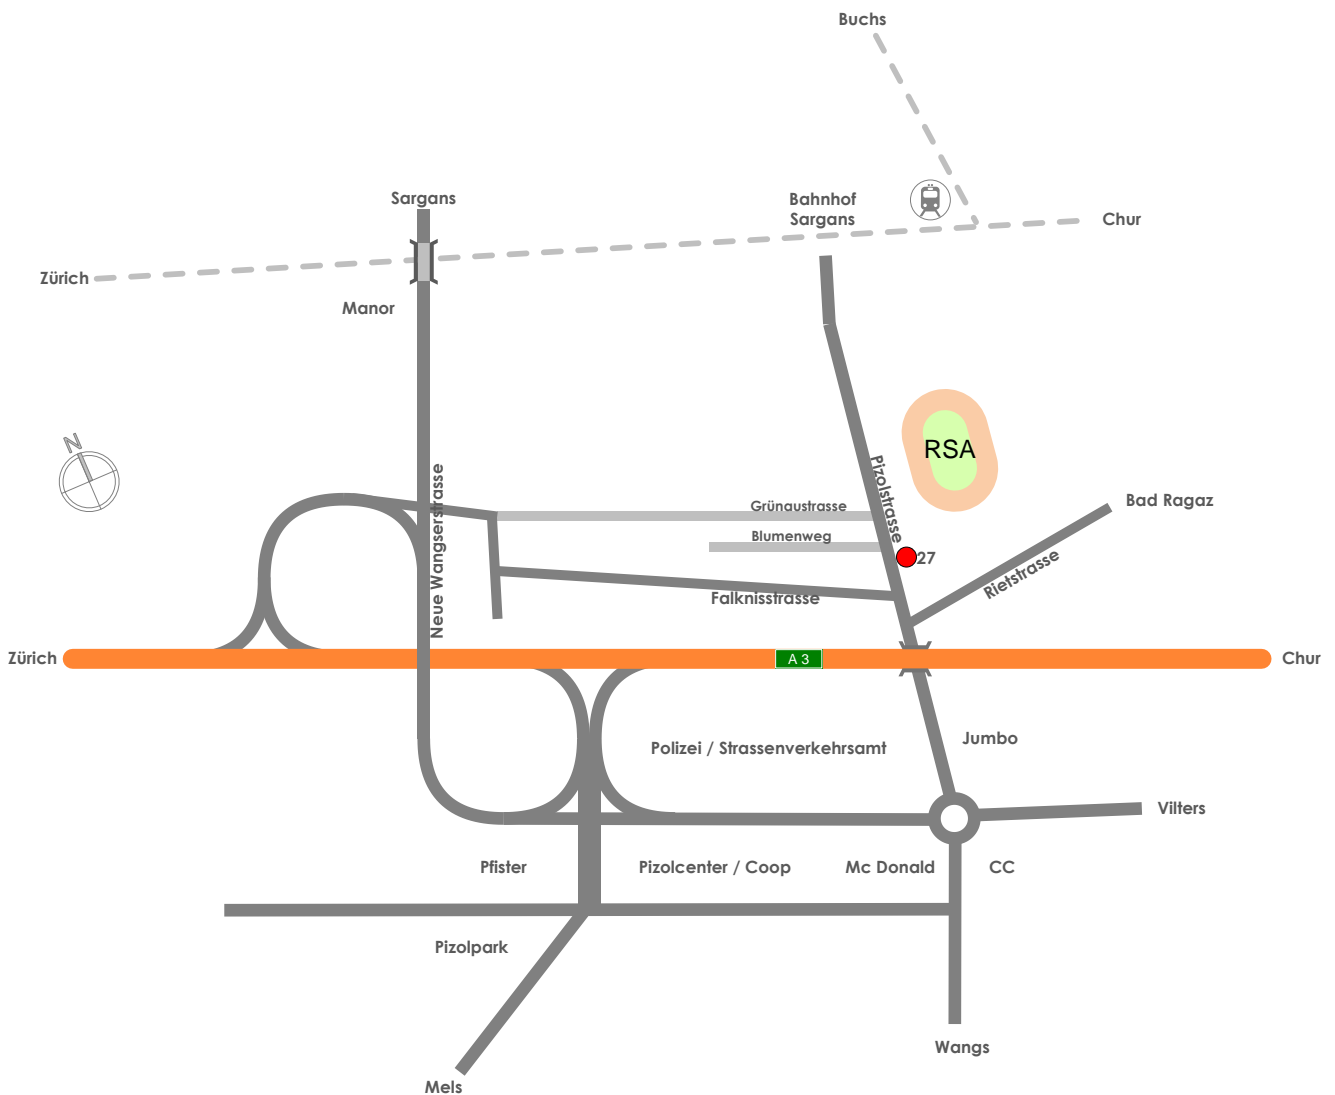 Buchs
Sargans
Bahnhof
Sargans
Chur
Zürich
Manor
N
RSA
Pizolstrasse
Neue Wangserstrasse
Bad Ragaz
Grünaustrasse
Blumenweg
27
Rietstrasse
Falknisstrasse
Zürich
A 3
Chur
Jumbo
Polizei / Strassenverkehrsamt
Vilters
Pfister
Pizolcenter / Coop
Mc Donald
CC
Pizolpark
Wangs
Mels